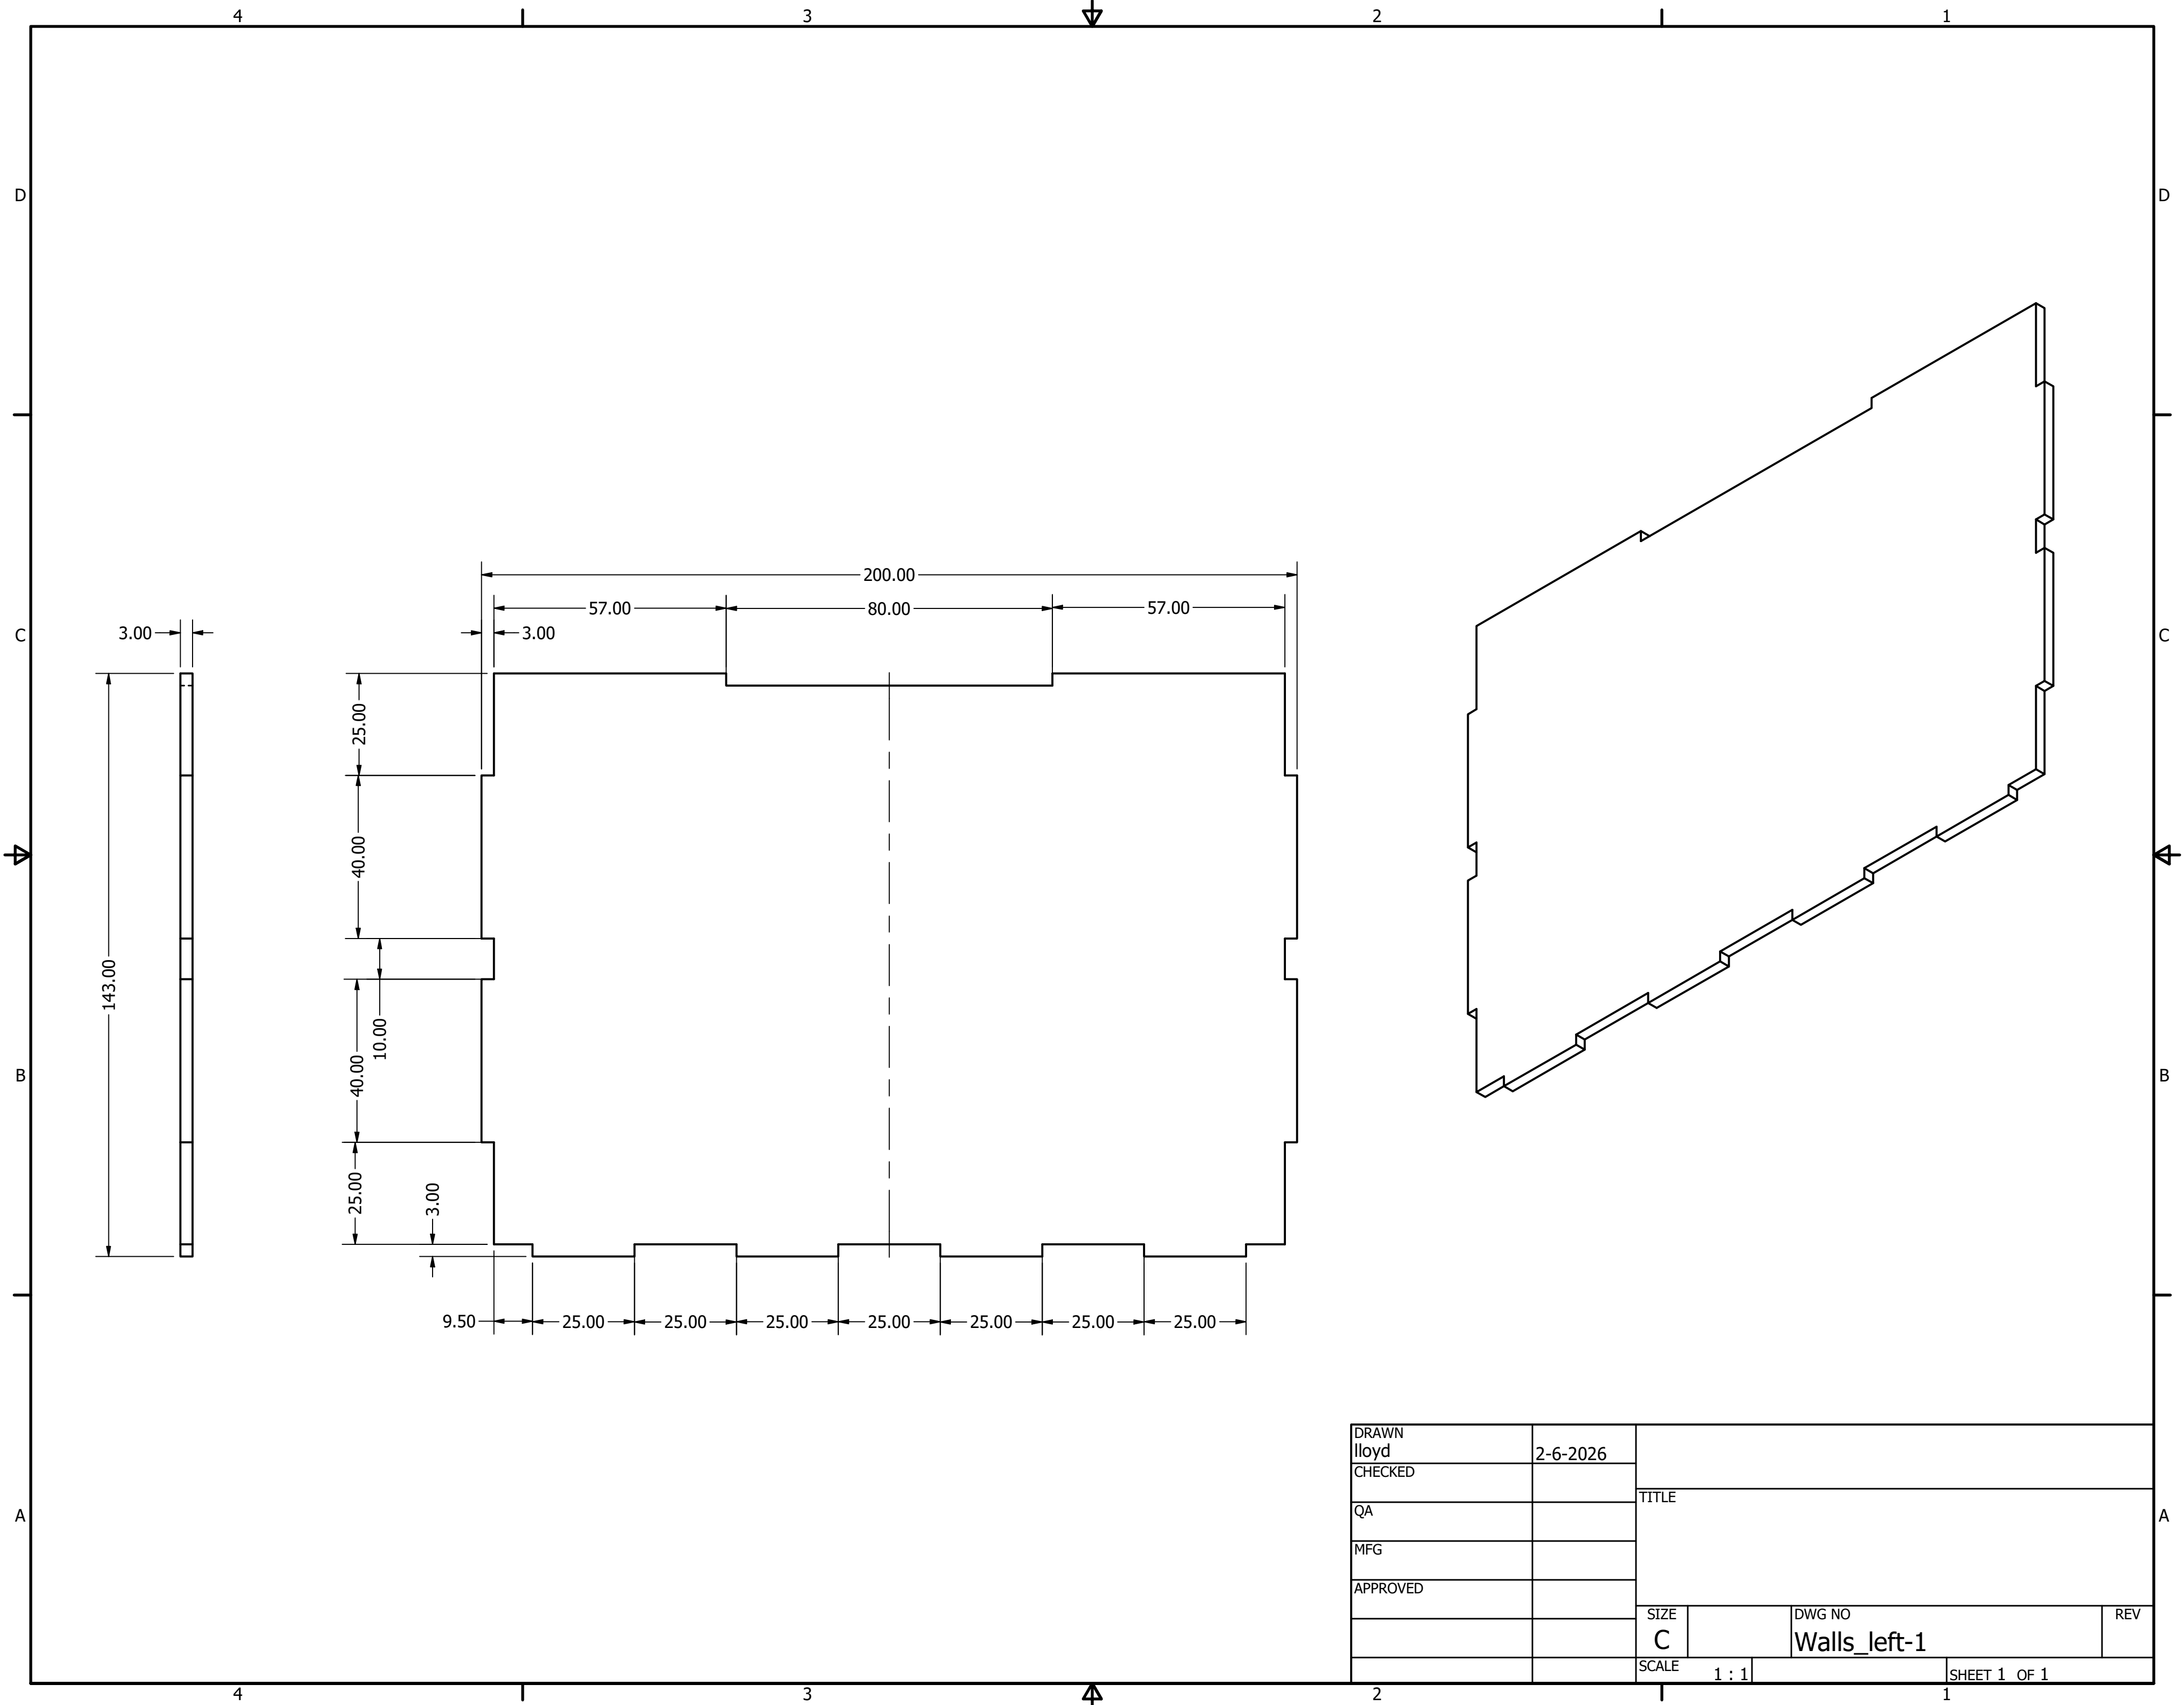 4 3 2 1
D D
200.00
57.00 80.00 57.00
3.00 3.00
C C
25.00
40.00
143.00
10.00
40.00
B B
25.00
3.00
9.50 25.00 25.00 25.00 25.00 25.00 25.00 25.00
DRAWN
lloyd 2-6-2026
CHECKED
TITLE
QA
A A
MFG
APPROVED
SIZE DWG NO REV
C Walls_left-1
SCALE 1 : 1 SHEET 1 OF 1
4 3 2 1